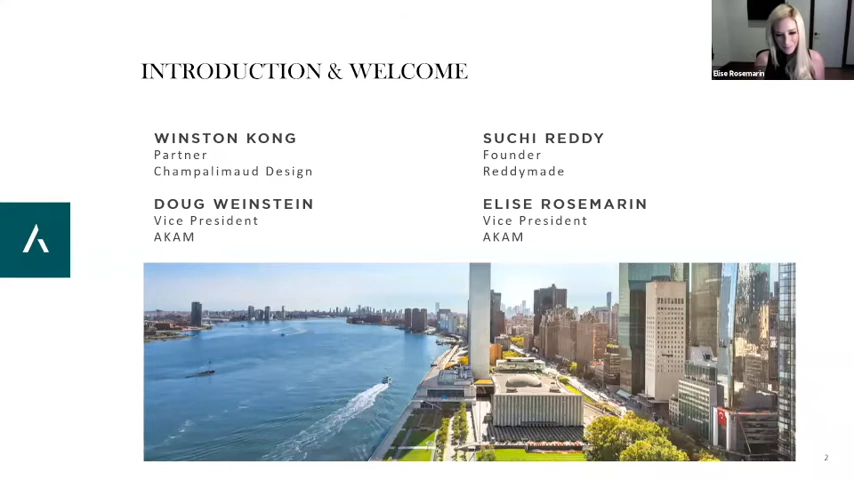 Elise Rosemarin
INTRODUCTION & WELCOME
WINSTON KONG
Partner
Champalimaud Design
SUCHI REDDY
Founder
Reddymade
DOUG WEINSTEIN
Vice President
AKAM
ELISE ROSEMARIN
Vice President
AKAM
2